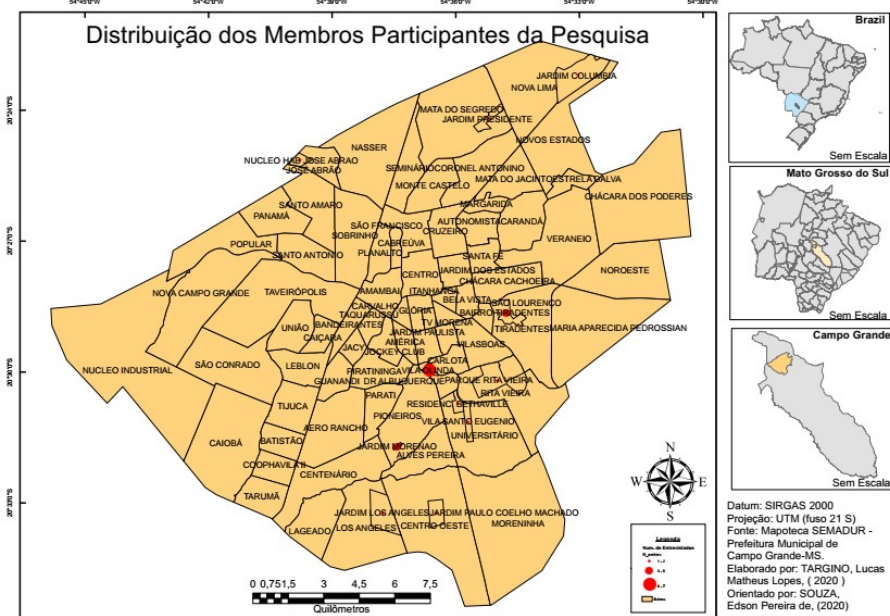 Distribuição dos Membros Participantes da Pesquisa
JARDIM COLUMBIA
NOVA LIMA
MATA DO SEGREDO
JARDIM PRESIDENTE
NOVOS ESTADOS
NASSER
NUCLEO HAB JOSE ABRAO
JOSÉ ABRÃO
SEMINÁRIO
CORONEL ANTONINO
MATA DO JACINTO
ESTRELA DALVA
MONTE CASTELO
CHÁCARA DOS PODERES
SANTO AMARO
MARGARIDA
PANAMÁ
SÃO FRANCISCO
AUTONOMISTA
CARANDÁ
SOBRINHO
CRUZEIRO
VERANEIO
POPULAR
CABREÚVA
PLANALTO
SANTO ANTONIO
SANTA FÉ
NOROESTE
CENTRO
JARDIM DOS ESTADOS
CHÁCARA CACHOEIRA
NOVA CAMPO GRANDE
TAVEIRÓPOLIS
AMAMBAI
ITANHANGÁ
BELA VISTA
SÃO LOURENÇO
CARVALHO
GLÓRIA
BAIRRO TIRADENTES
TAQUARUSSU
UNIÃO
BANDEIRANTES
TV MORENA
TIRADENTES
MARIA APARECIDA PEDROSSIAN
CAIÇARA
JARDIM PAULISTA
AMÉRICA
VILASBOAS
JACY
JOCKEY CLUB
CARLOTA
NUCLEO INDUSTRIAL
SÃO CONRADO
LEBLON
PIRATININGA
VILA OLINDA
GUANANDI
DR ALBUQUERQUE
PARQUE RITA VIEIRA
RITA VIEIRA
PARATI
TIJUCA
PIONEIROS
VILA SANTO EUGENIO
AERO RANCHO
UNIVERSITÁRIO
CAIOBÁ
BATISTÃO
JARDIM MORENAO
ALVES PEREIRA
COOPHAVILA II
CENTENÁRIO
TARUMÃ
JARDIM LOS ANGELES
JARDIM PAULO COELHO MACHADO
LAGEADO
LOS ANGELES
CENTRO OESTE
MORENINHA
N
W
E
S
0 0,75 1,5 3 4,5 6 7,5
Quilômetros
Legenda
Num. de Entrevistados
Brasil
Sem Escala
Mato Grosso do Sul
Sem Escala
Campo Grande
Sem Escala
Datum: SIRGAS 2000
Projeção: UTM (fuso 21 S)
Fonte: Mapoteca SEMADUR -
Prefeitura Municipal de
Campo Grande-MS.
Elaborado por: TARGINO, Lucas
Matheus Lopes, ( 2020 )
Orientado por: SOUZA,
Edson Pereira de, (2020)